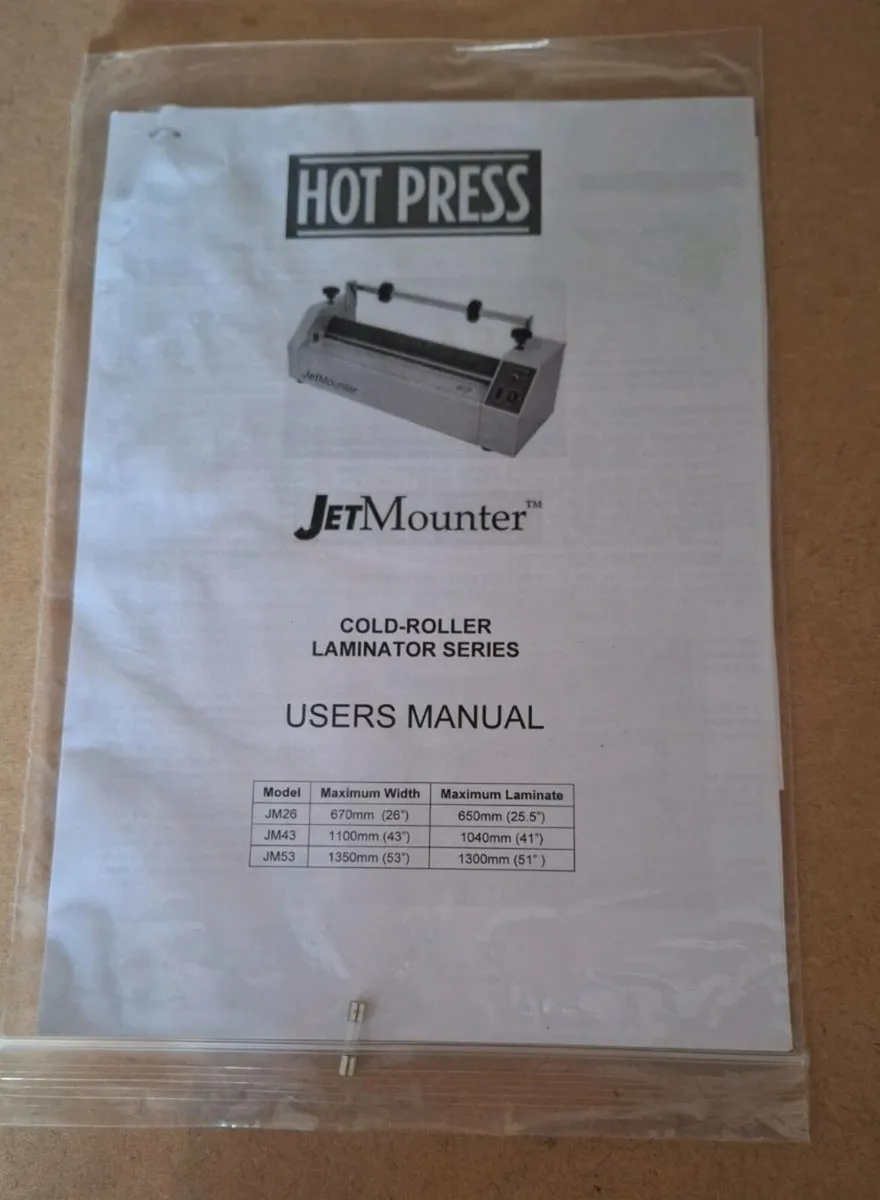 HOT PRESS
JetMounter
JETMounter™
COLD-ROLLER
LAMINATOR SERIES
USERS MANUAL
Model Maximum Width Maximum Laminate
JM26 670mm (26") 650mm (25.5")
JM43 1100mm (43") 1040mm (41")
JM53 1350mm (53") 1300mm (51" )